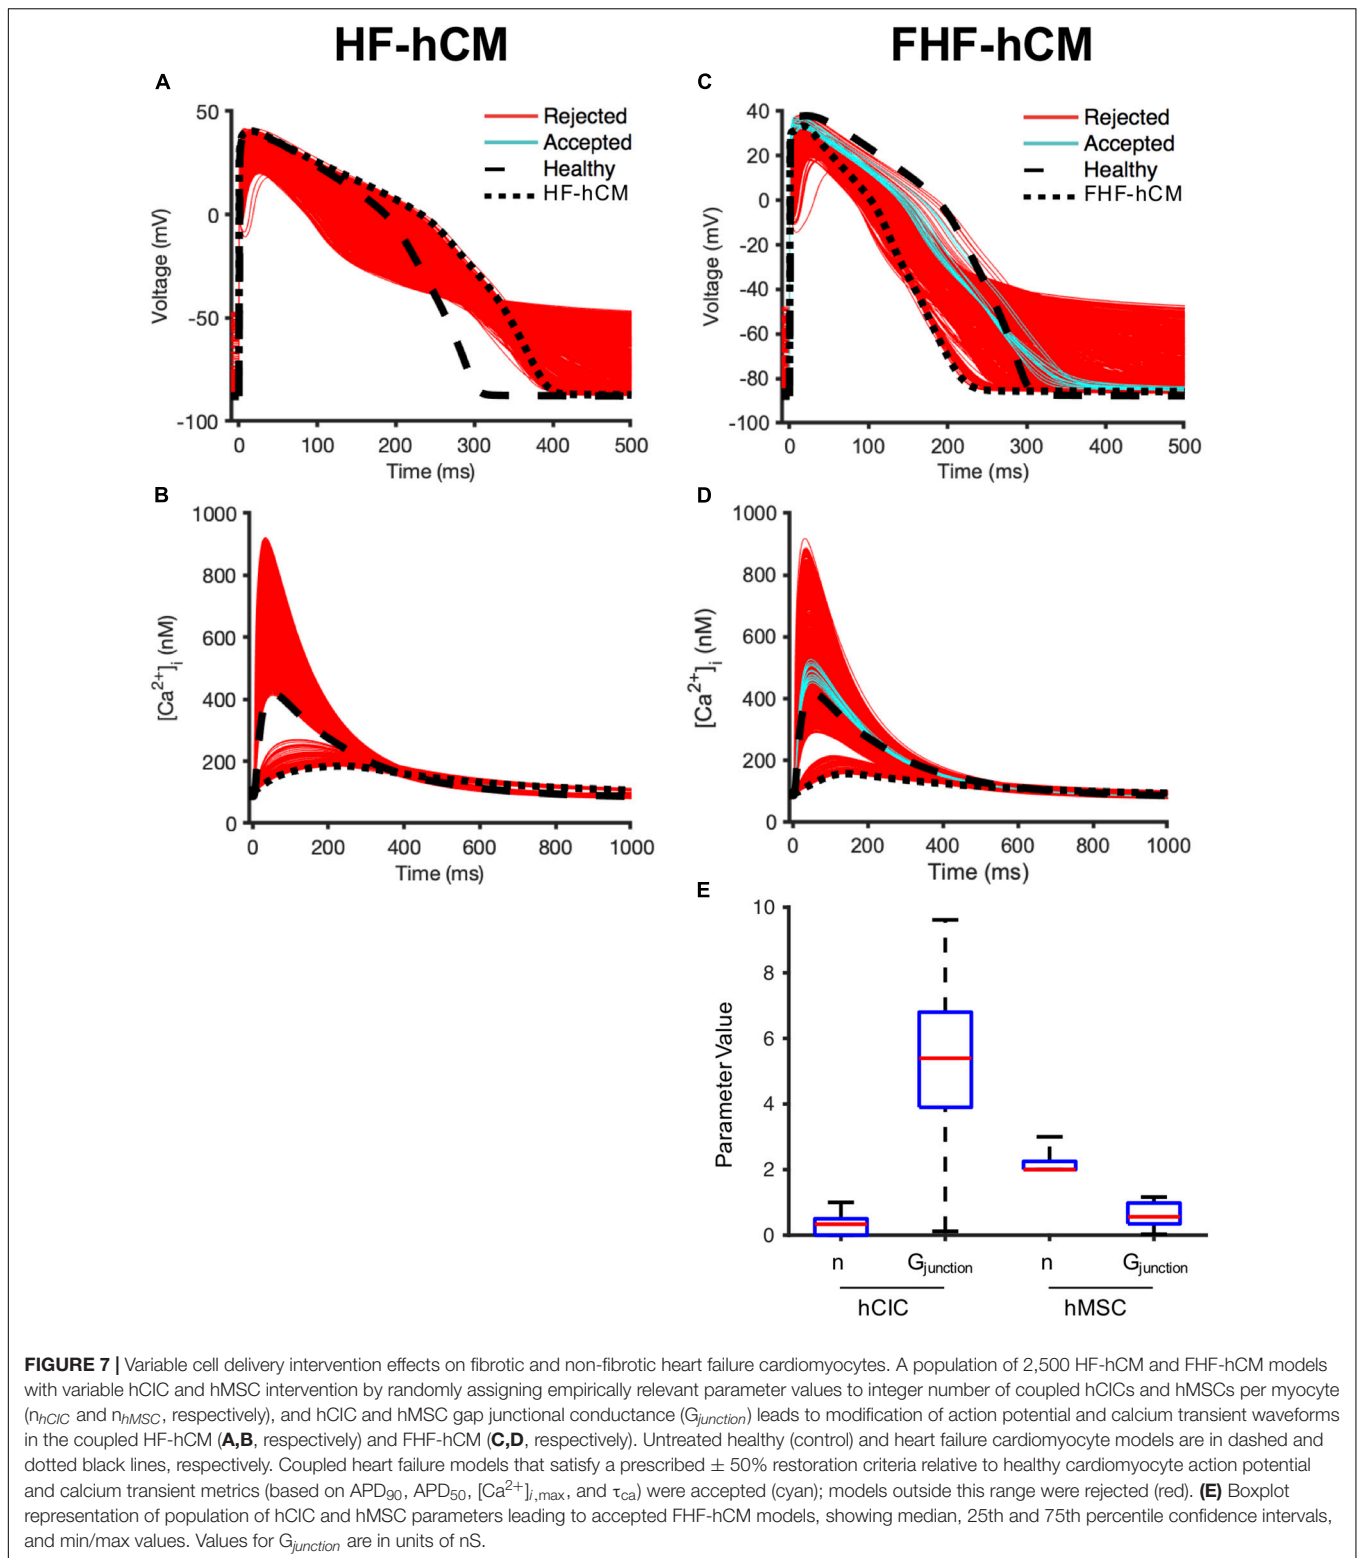 HF-hCM
FHF-hCM
A
50
0
-50
-100
Voltage (mV)
0 100 200 300 400 500
Time (ms)
Rejected
Accepted
Healthy
HF-hCM
C
40
20
0
-20
-40
-60
-80
-100
Voltage (mV)
0 100 200 300 400 500
Time (ms)
Rejected
Accepted
Healthy
FHF-hCM
B
1000
800
600
400
200
0
[Ca2+]i (nM)
0 200 400 600 800 1000
Time (ms)
D
1000
800
600
400
200
0
[Ca2+]i (nM)
0 200 400 600 800 1000
Time (ms)
E
10
8
6
4
2
0
Parameter Value
n Gjunction n Gjunction
hCIC hMSC
FIGURE 7 | Variable cell delivery intervention effects on fibrotic and non-fibrotic heart failure cardiomyocytes. A population of 2,500 HF-hCM and FHF-hCM models
with variable hCIC and hMSC intervention by randomly assigning empirically relevant parameter values to integer number of coupled hCICs and hMSCs per myocyte
(nhCIC and nhMSC, respectively), and hCIC and hMSC gap junctional conductance (Gjunction) leads to modification of action potential and calcium transient waveforms
in the coupled HF-hCM (A,B, respectively) and FHF-hCM (C,D, respectively). Untreated healthy (control) and heart failure cardiomyocyte models are in dashed and
dotted black lines, respectively. Coupled heart failure models that satisfy a prescribed ± 50% restoration criteria relative to healthy cardiomyocyte action potential
and calcium transient metrics (based on APD90, APD50, [Ca2+]i,max, and τca) were accepted (cyan); models outside this range were rejected (red). (E) Boxplot
representation of population of hCIC and hMSC parameters leading to accepted FHF-hCM models, showing median, 25th and 75th percentile confidence intervals,
and min/max values. Values for Gjunction are in units of nS.